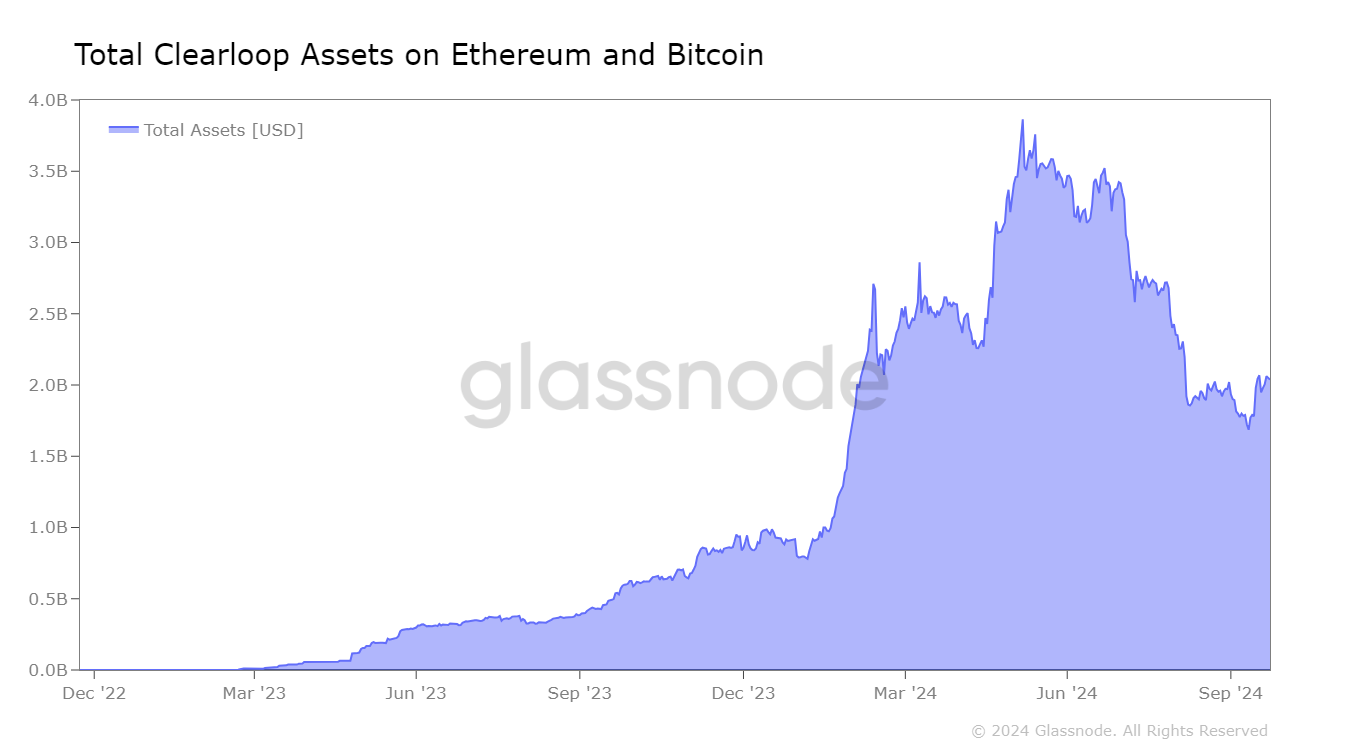 Total Clearloop Assets on Ethereum and Bitcoin
4.0B
Total Assets [USD]
3.5B
3.0B
2.5B
glassnode
2.0B
1.5B
1.0B
0.5B
0.0B
Dec '22 Mar '23 Jun '23 Sep '23 Dec '23 Mar '24 Jun '24 Sep '24
© 2024 Glassnode. All Rights Reserved